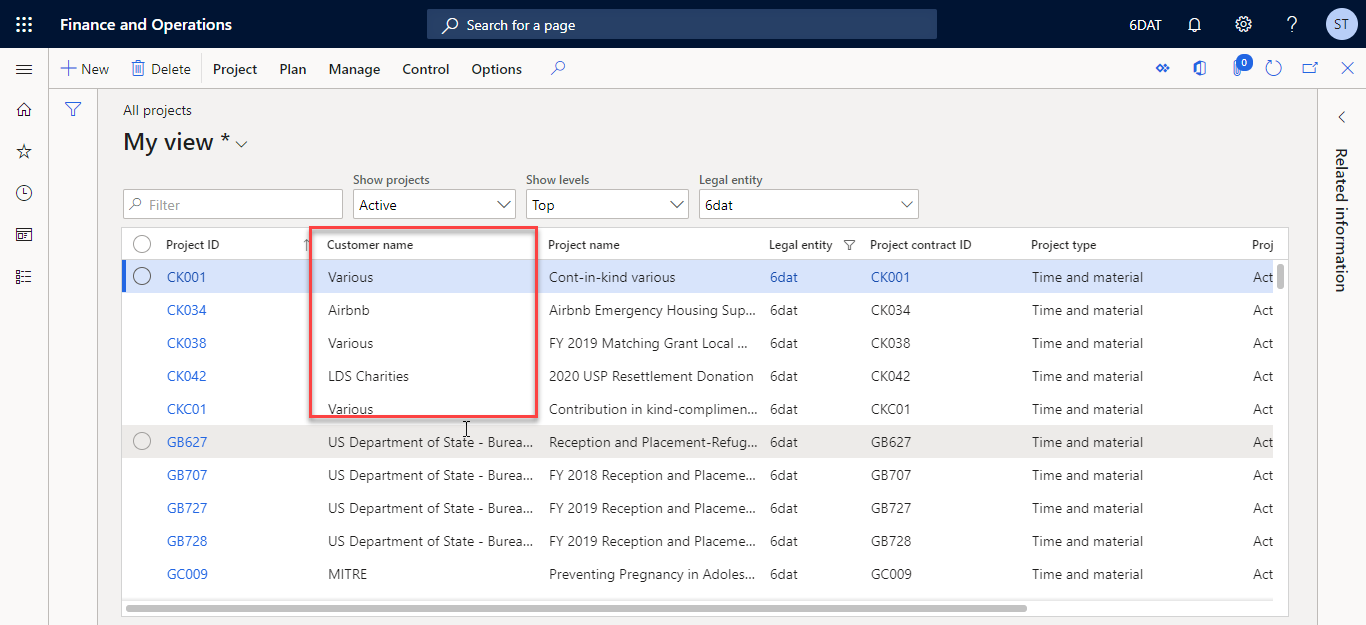 Finance and Operations Search for a page 6DAT ? ST
New Delete Project Plan Manage Control Options 0
All projects
My view *
Show projects Show levels Legal entity
Filter Active Top 6dat
Project ID Customer name Project name Legal entity Project contract ID Project type Proj
CK001 Various Cont-in-kind various 6dat CK001 Time and material Act
CK034 Airbnb Airbnb Emergency Housing Sup... 6dat CK034 Time and material Act
CK038 Various FY 2019 Matching Grant Local ... 6dat CK038 Time and material Act
CK042 LDS Charities 2020 USP Resettlement Donation 6dat CK042 Time and material Act
CKC01 Various Contribution in kind-complimen... 6dat CKC01 Time and material Act
GB627 US Department of State - Burea... Reception and Placement-Refug... 6dat GB627 Time and material Act
GB707 US Department of State - Burea... FY 2018 Reception and Placeme... 6dat GB707 Time and material Act
GB727 US Department of State - Burea... FY 2019 Reception and Placeme... 6dat GB727 Time and material Act
GB728 US Department of State - Burea... FY 2019 Reception and Placeme... 6dat GB728 Time and material Act
GC009 MITRE Preventing Pregnancy in Adoles... 6dat GC009 Time and material Act
Related information